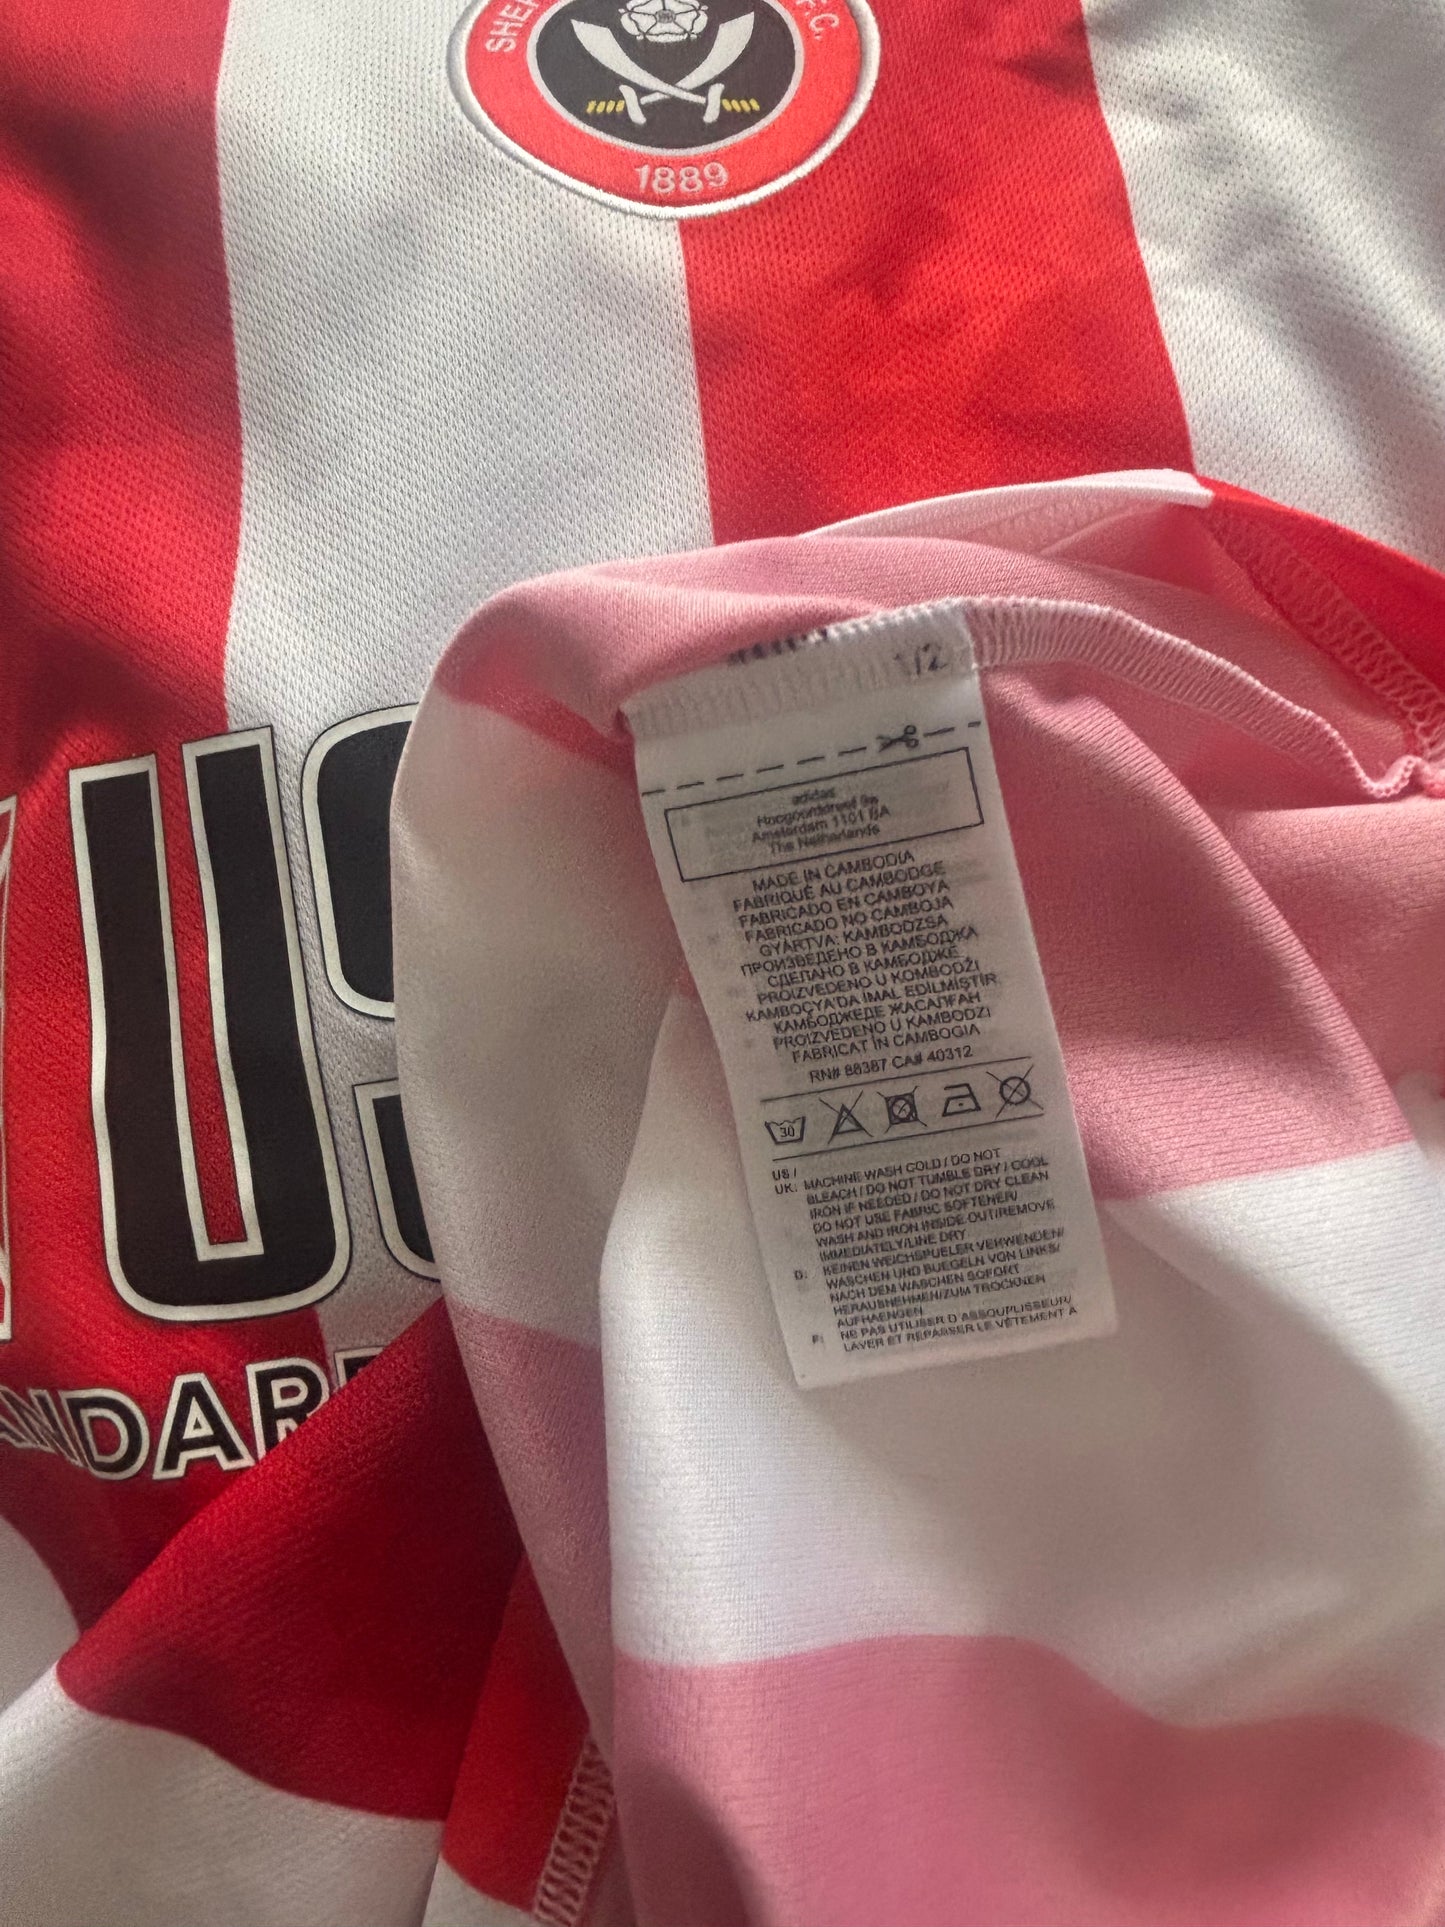 F.C.
1889
US
ANDAR
1/2
adidas
Hoogoorddreef 9a
Amsterdam 1101 BA
The Netherlands
MADE IN CAMBODIA
FABRIQUÉ AU CAMBODGE
FABRICADO EN CAMBOYA
FABRICADO NO CAMBOJA
GYÁRTVA: KAMBODZSA
ПРОИЗВЕДЕНО В КАМБОДЖА
СДЕЛАНО В КАМБОДЖЕ
PROIZVEDENO U KOMBODŽI
KAMBOÇYA'DA İMAL EDİLMİŞTİR
КАМБОДЖЕДЕ ЖАСАЛҒАН
PROIZVEDENO U KAMBODŽI
FABRICAT ÎN CAMBOGIA
RN# 88387 CA# 40312
30
US /
UK: MACHINE WASH COLD / DO NOT
BLEACH / DO NOT TUMBLE DRY / COOL
IRON IF NEEDED / DO NOT DRY CLEAN
DO NOT USE FABRIC SOFTENER/
WASH AND IRON INSIDE OUT/REMOVE
IMMEDIATELY/LINE DRY
D: KEINEN WEICHSPUELER VERWENDEN/
WASCHEN UND BUEGELN VON LINKS/
NACH DEM WASCHEN SOFORT
HERAUSNEHMEN/ZUM TROCKNEN
AUFHAENGEN
F: NE PAS UTILISER D'ASSOUPLISSEUR/
LAVER ET REPASSER LE VÊTEMENT À